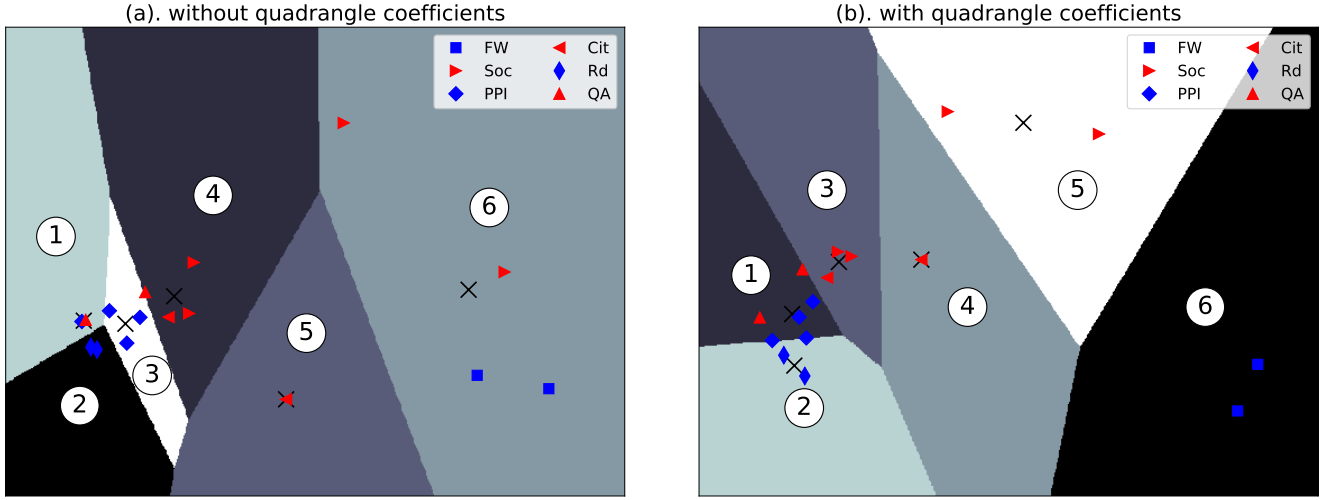 (a). without quadrangle coefficients
FW Cit
Soc Rd
PPI QA
1
2
3
4
5
6
(b). with quadrangle coefficients
FW Cit
Soc Rd
PPI QA
1
2
3
4
5
6